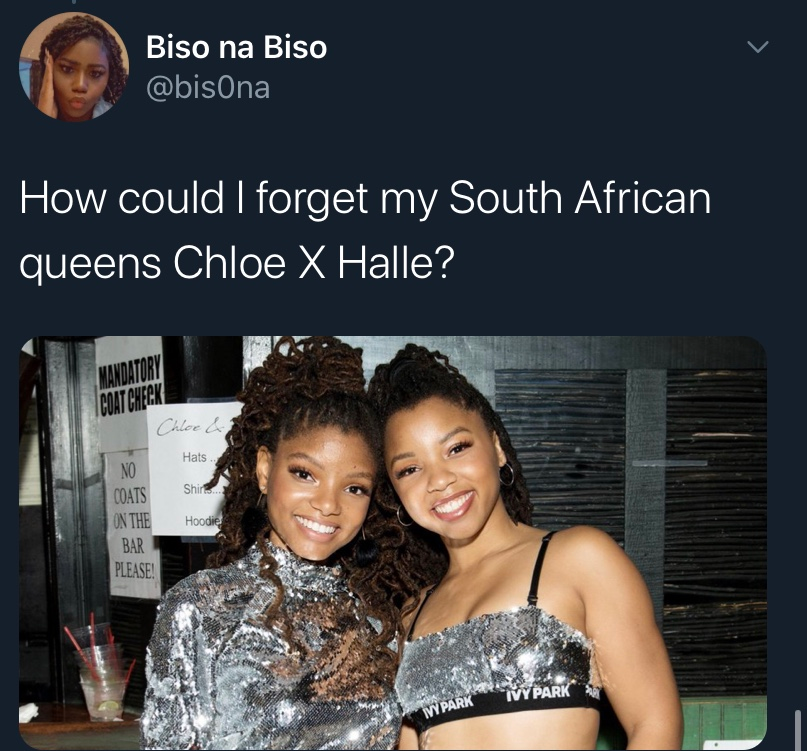 Biso na Biso
@bis0na
How could I forget my South African
queens Chloe X Halle?
MANDATORY
COAT CHECK
Chloe &
Hats ..
Shirts....
Hoodie
NO
COATS
ON THE
BAR
PLEASE!
IVY PARK IVY PARK PARK